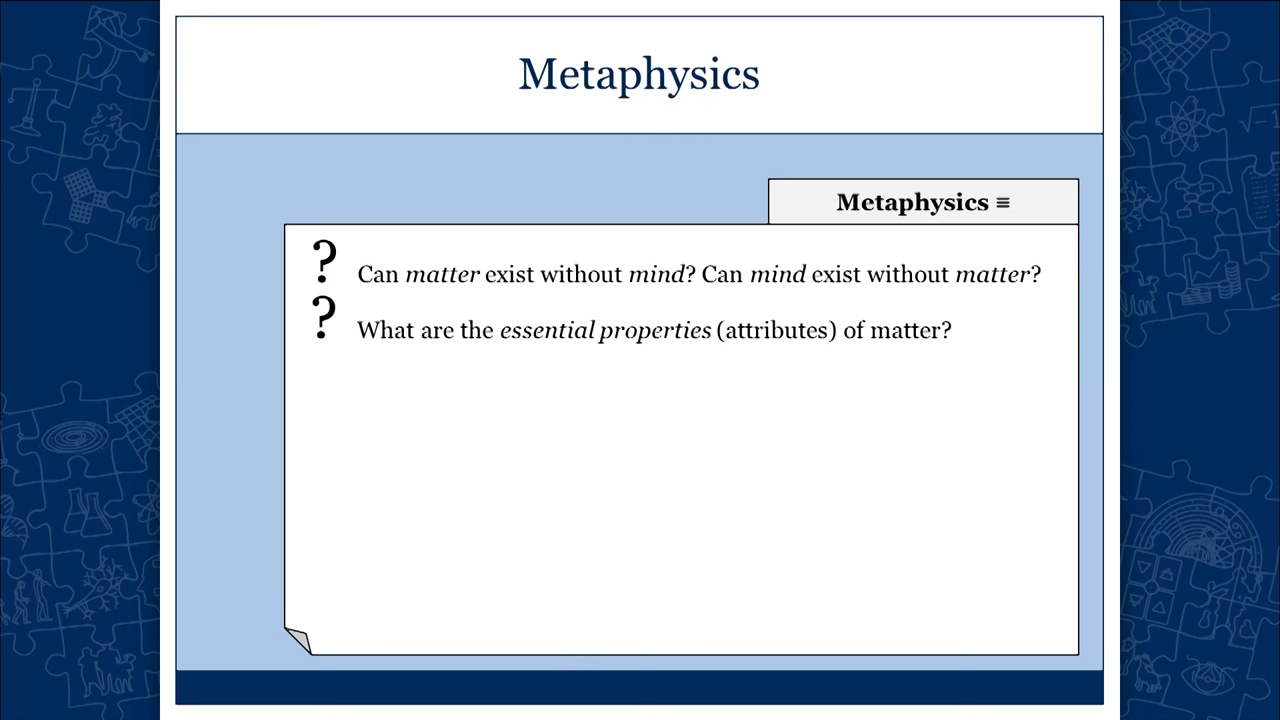 Metaphysics
Metaphysics ≡
? Can matter exist without mind? Can mind exist without matter?
? What are the essential properties (attributes) of matter?
√-1